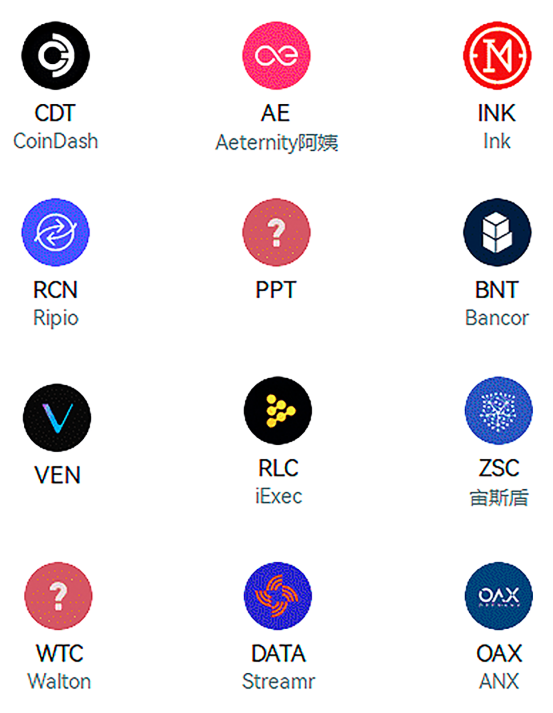 CDT
CoinDash
AE
Aeternity阿姨
INK
Ink
RCN
Ripio
PPT
BNT
Bancor
VEN
RLC
iExec
ZSC
宙斯盾
WTC
Walton
DATA
Streamr
OAX
OAX
ANX